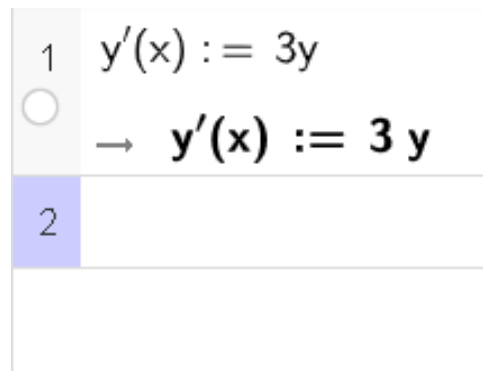 1 y′(x) := 3y
→ y′(x) := 3 y
2